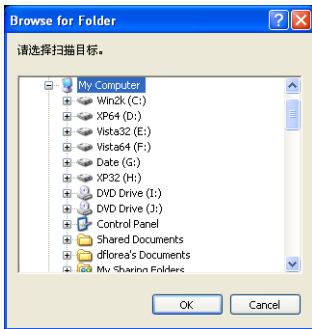 Browse for Folder
请选择扫描目标。
My Computer
Win2k (C:)
XP64 (D:)
Vista32 (E:)
Vista64 (F:)
Date (G:)
XP32 (H:)
DVD Drive (I:)
DVD Drive (J:)
Control Panel
Shared Documents
dflorea's Documents
My Sharing Folders
OK Cancel